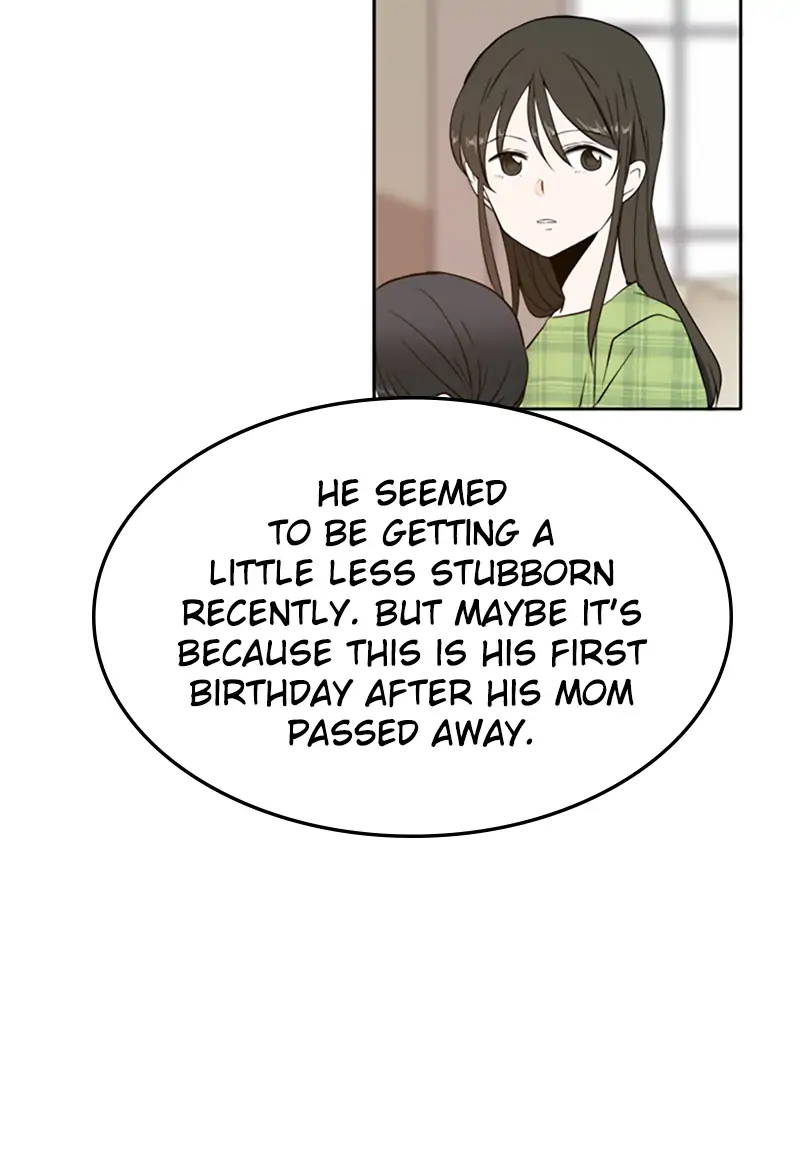 HE SEEMED
TO BE GETTING A
LITTLE LESS STUBBORN
RECENTLY. BUT MAYBE IT'S
BECAUSE THIS IS HIS FIRST
BIRTHDAY AFTER HIS MOM
PASSED AWAY.